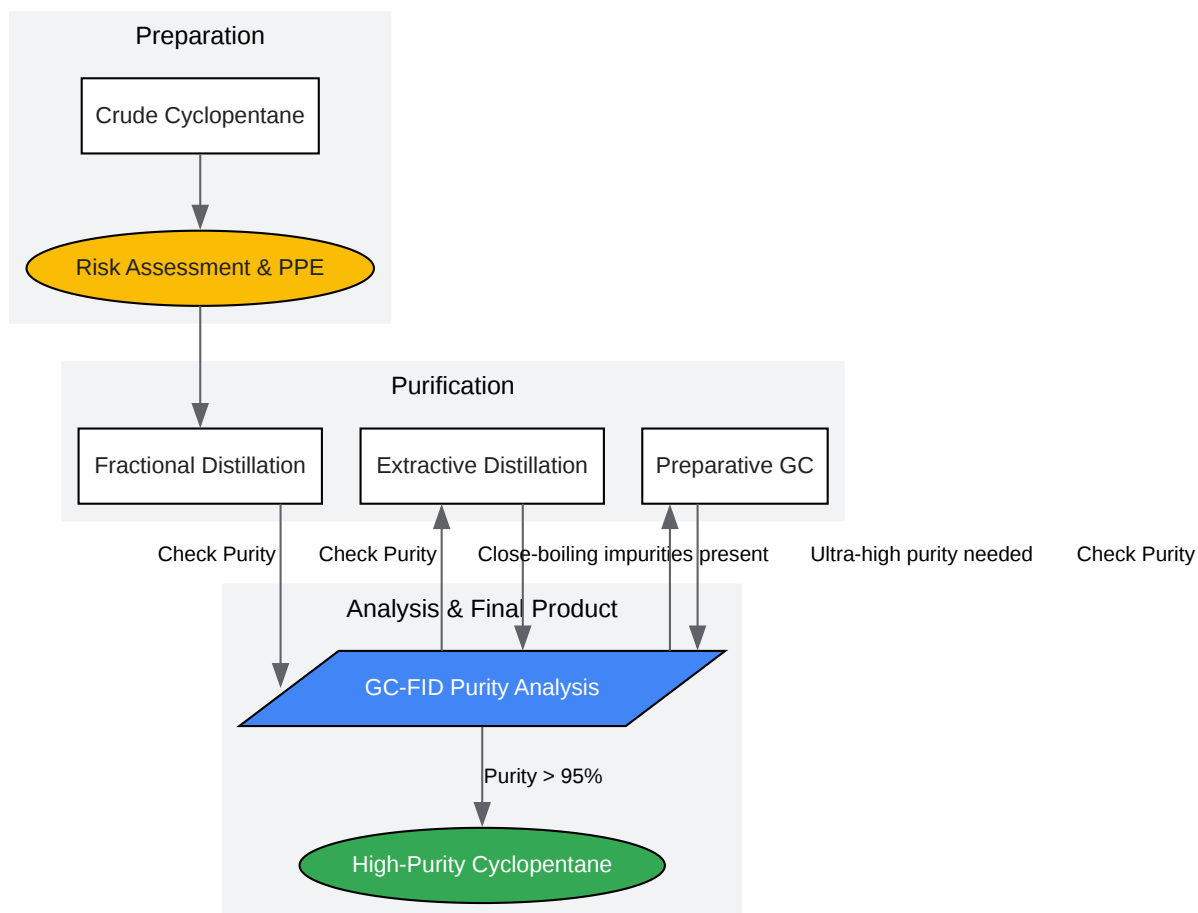 Preparation
Crude Cyclopentane
Risk Assessment & PPE
Purification
Fractional Distillation
Extractive Distillation
Preparative GC
Check Purity
Check Purity
Close-boiling impurities present
Ultra-high purity needed
Check Purity
Analysis & Final Product
GC-FID Purity Analysis
Purity > 95%
High-Purity Cyclopentane